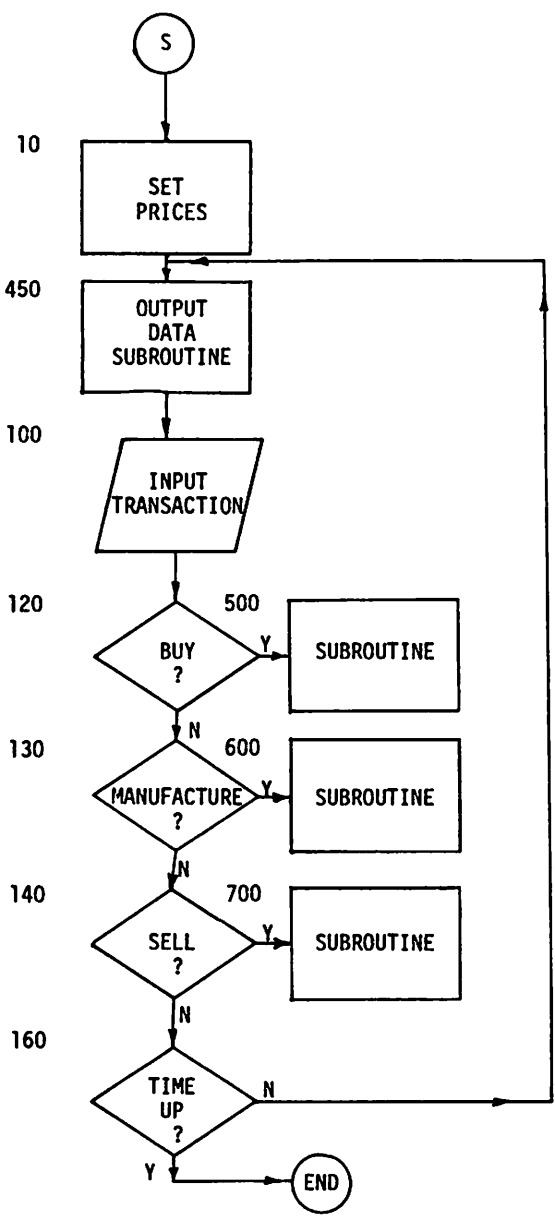 S
10
SET
PRICES
450
OUTPUT
DATA
SUBROUTINE
100
INPUT
TRANSACTION
120
500
BUY
?
Y
SUBROUTINE
N
130
600
MANUFACTURE
?
Y
SUBROUTINE
N
140
700
SELL
?
Y
SUBROUTINE
N
160
TIME
UP
?
N
Y
END